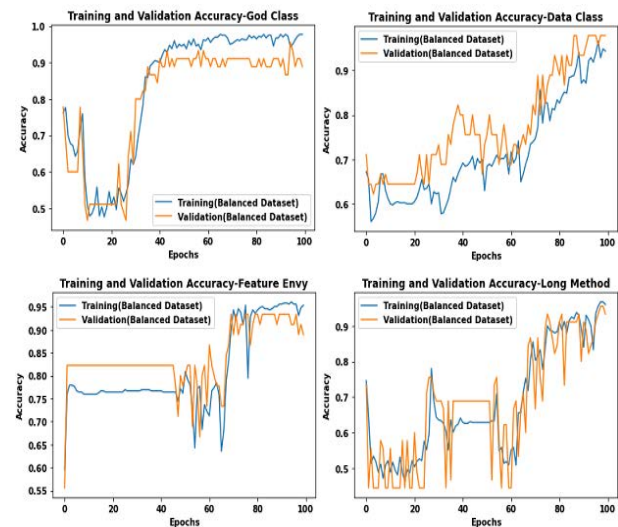 Training and Validation Accuracy-God Class
1.0
0.9
0.8
0.7
0.6
0.5
Accuracy
Training(Balanced Dataset)
Validation(Balanced Dataset)
0 20 40 60 80 100
Epochs
Training and Validation Accuracy-Data Class
Training(Balanced Dataset)
Validation(Balanced Dataset)
0.9
0.8
0.7
0.6
Accuracy
0 20 40 60 80 100
Epochs
Training and Validation Accuracy-Feature Envy
Training(Balanced Dataset)
Validation(Balanced Dataset)
0.95
0.90
0.85
0.80
0.75
0.70
0.65
0.60
0.55
Accuracy
0 20 40 60 80 100
Epochs
Training and Validation Accuracy-Long Method
Training(Balanced Dataset)
Validation(Balanced Dataset)
0.9
0.8
0.7
0.6
0.5
Accuracy
0 20 40 60 80 100
Epochs